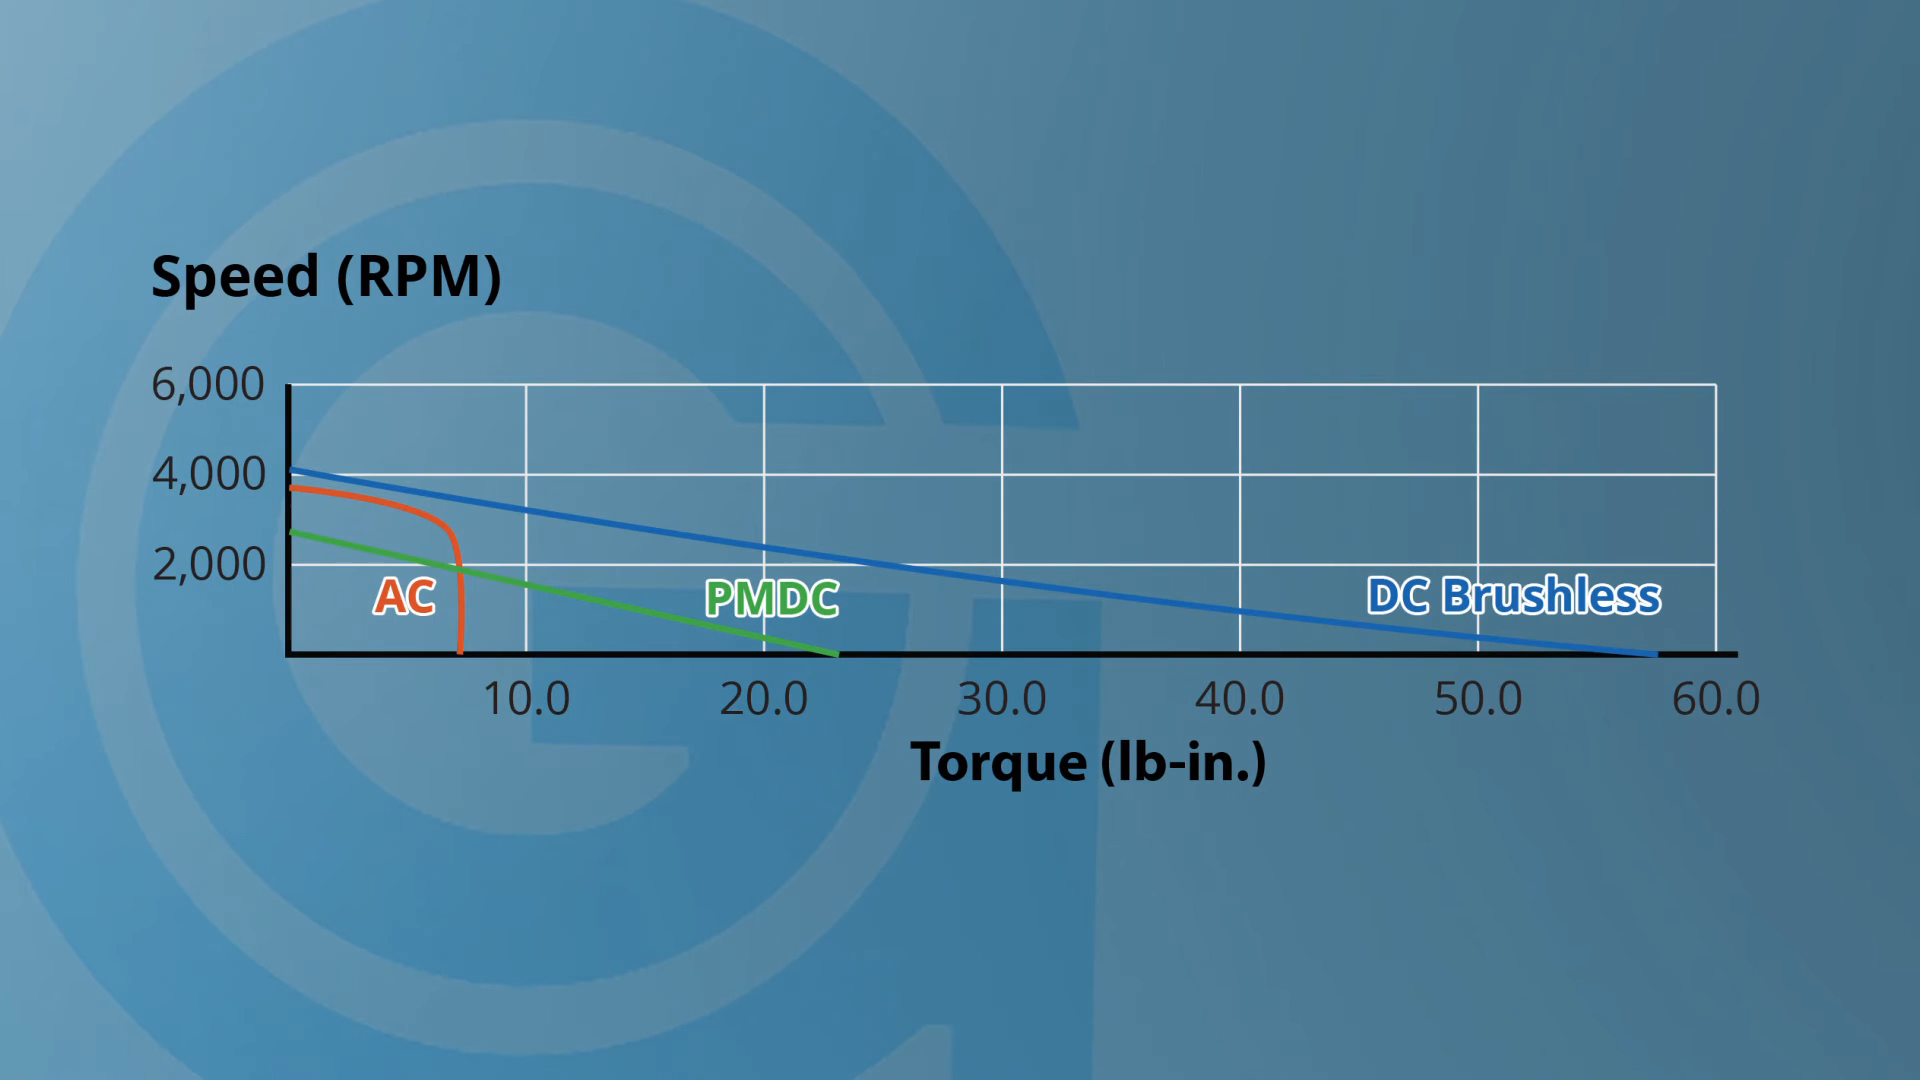 Speed (RPM)
6,000
4,000
2,000
AC
PMDC
DC Brushless
10.0
20.0
30.0
40.0
50.0
60.0
Torque (lb-in.)